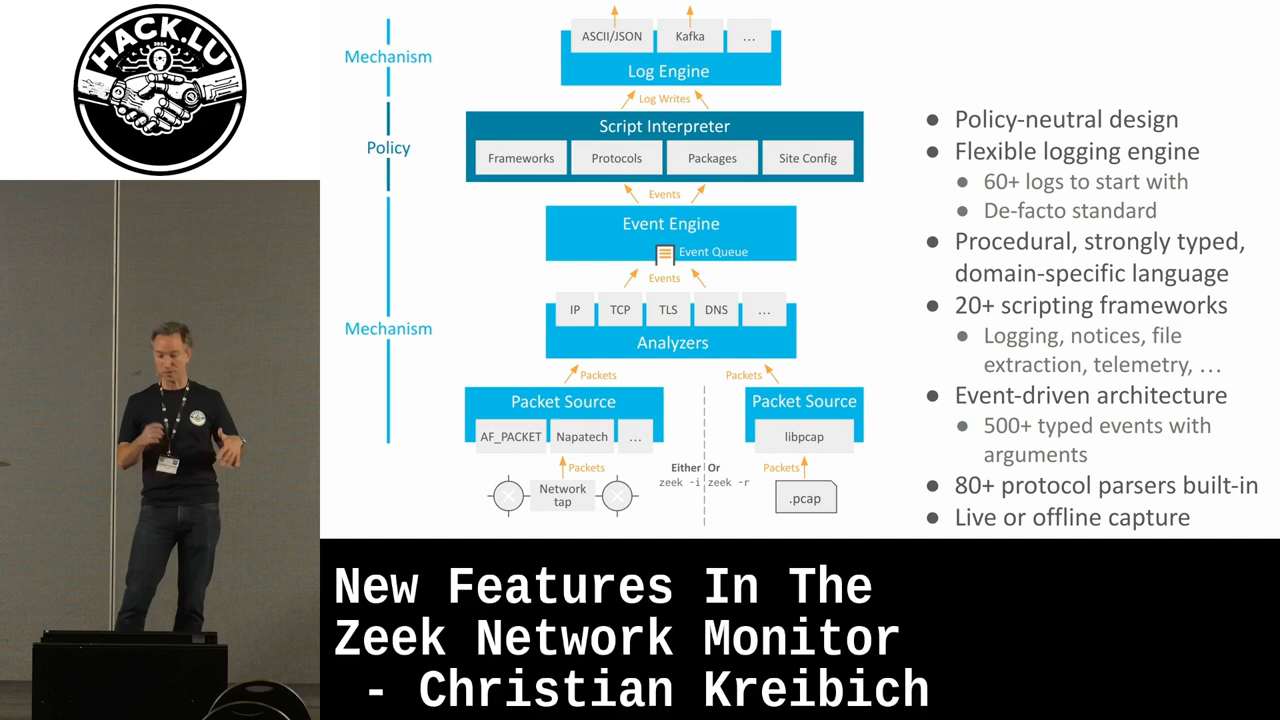 HACK.LU
2024
Mechanism
Policy
Mechanism
ASCII/JSON
Kafka
...
Log Engine
Log Writes
Script Interpreter
Frameworks
Protocols
Packages
Site Config
Events
Event Engine
Event Queue
Events
IP
TCP
TLS
DNS
...
Analyzers
Packets
Packets
Packet Source
AF_PACKET
Napatech
...
Packet Source
libpcap
Packets
Network
tap
Either Or
zeek -i zeek -r
Packets
.pcap
● Policy-neutral design
● Flexible logging engine
● 60+ logs to start with
● De-facto standard
● Procedural, strongly typed,
domain-specific language
● 20+ scripting frameworks
● Logging, notices, file
extraction, telemetry, ...
● Event-driven architecture
● 500+ typed events with
arguments
● 80+ protocol parsers built-in
● Live or offline capture
New Features In The
Zeek Network Monitor
- Christian Kreibich